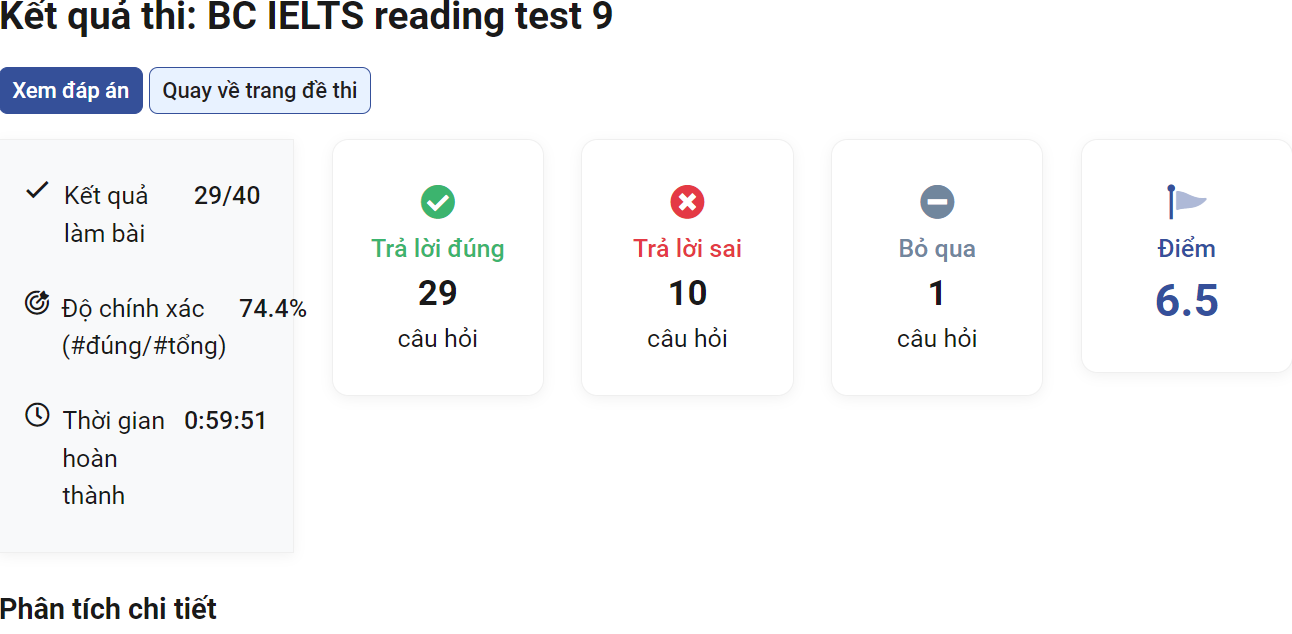 Kết quả thi: BC IELTS reading test 9
Xem đáp án
Quay về trang đề thi
Kết quả làm bài
29/40
Độ chính xác (#đúng/#tổng)
74.4%
Thời gian hoàn thành
0:59:51
Trả lời đúng
29
câu hỏi
Trả lời sai
10
câu hỏi
Bỏ qua
1
câu hỏi
Điểm
6.5
Phân tích chi tiết